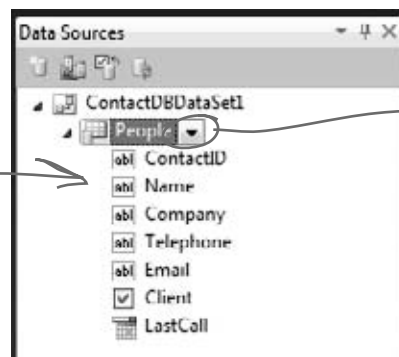 Data Sources
ContactDBDataSet1
People
ContactID
Name
Company
Telephone
Email
Client
LastCall